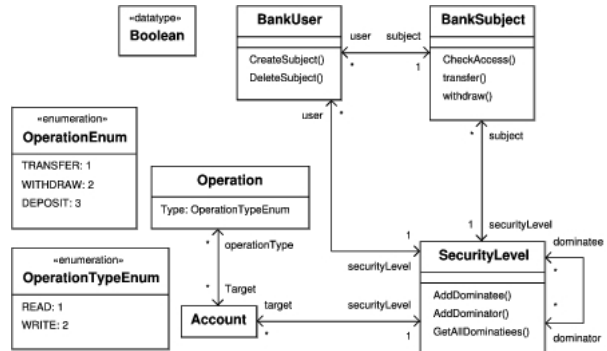 «datatype»
Boolean
BankUser
CreateSubject()
DeleteSubject()
user
subject
*
1
BankSubject
CheckAccess()
transfer()
withdraw()
user
*
*
subject
«enumeration»
OperationEnum
TRANSFER: 1
WITHDRAW: 2
DEPOSIT: 3
Operation
Type: OperationTypeEnum
*
operationType
1
securityLevel
1
securityLevel
dominatee
SecurityLevel
AddDominatee()
AddDominator()
GetAllDominatiees()
*
*
dominator
«enumeration»
OperationTypeEnum
READ: 1
WRITE: 2
*
Target
Account
target
*
securityLevel
1